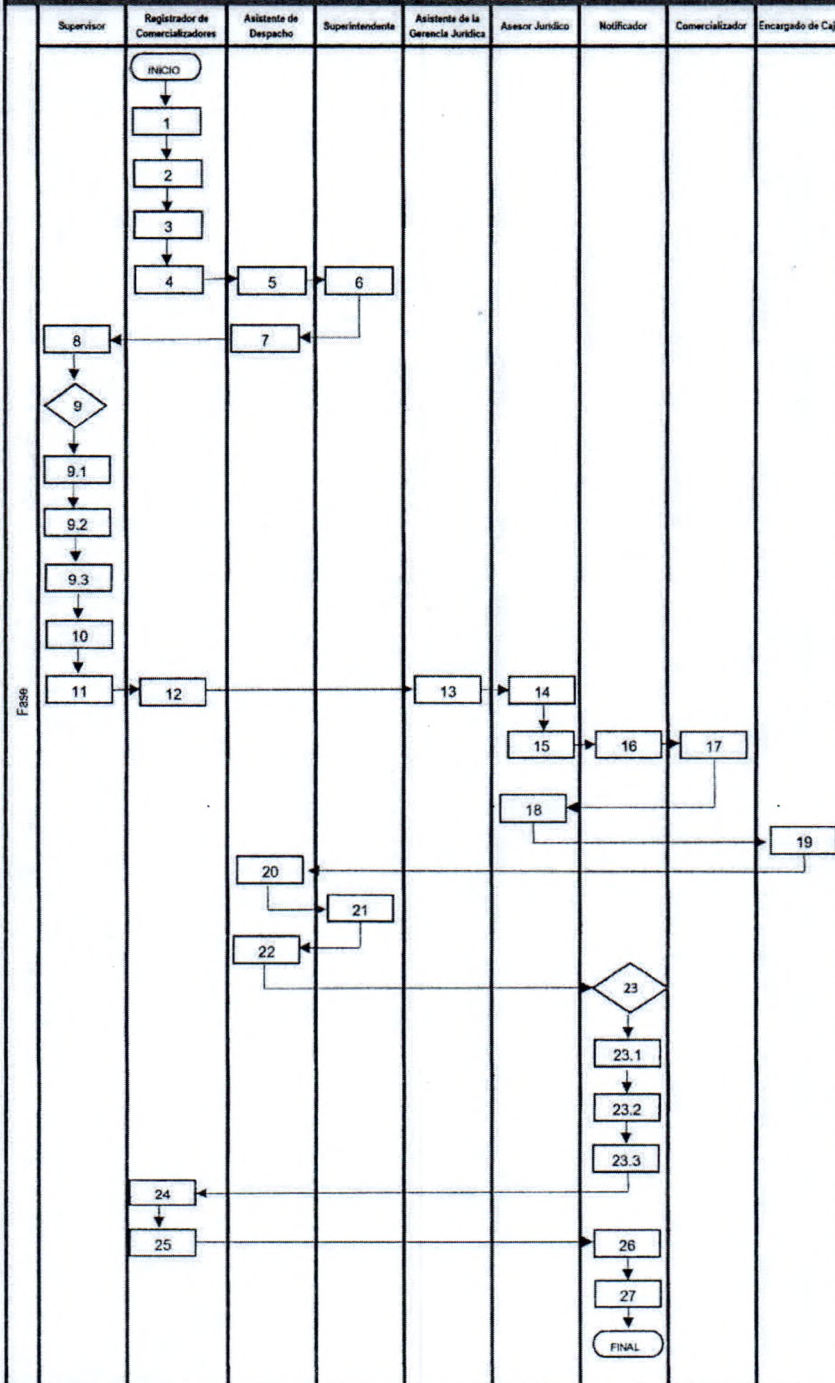 Supervisor
Registrador de
Comercializadores
Asistente de
Despacho
Superintendente
Asistente de la
Gerencia Jurídica
Asesor Jurídico
Notificador
Comercializador
Encargado de Caj
Fase
INICIO
1
2
3
4
5
6
7
8
9
9.1
9.2
9.3
10
11
12
13
14
15
16
17
18
19
20
21
22
23
23.1
23.2
23.3
24
25
26
27
FINAL